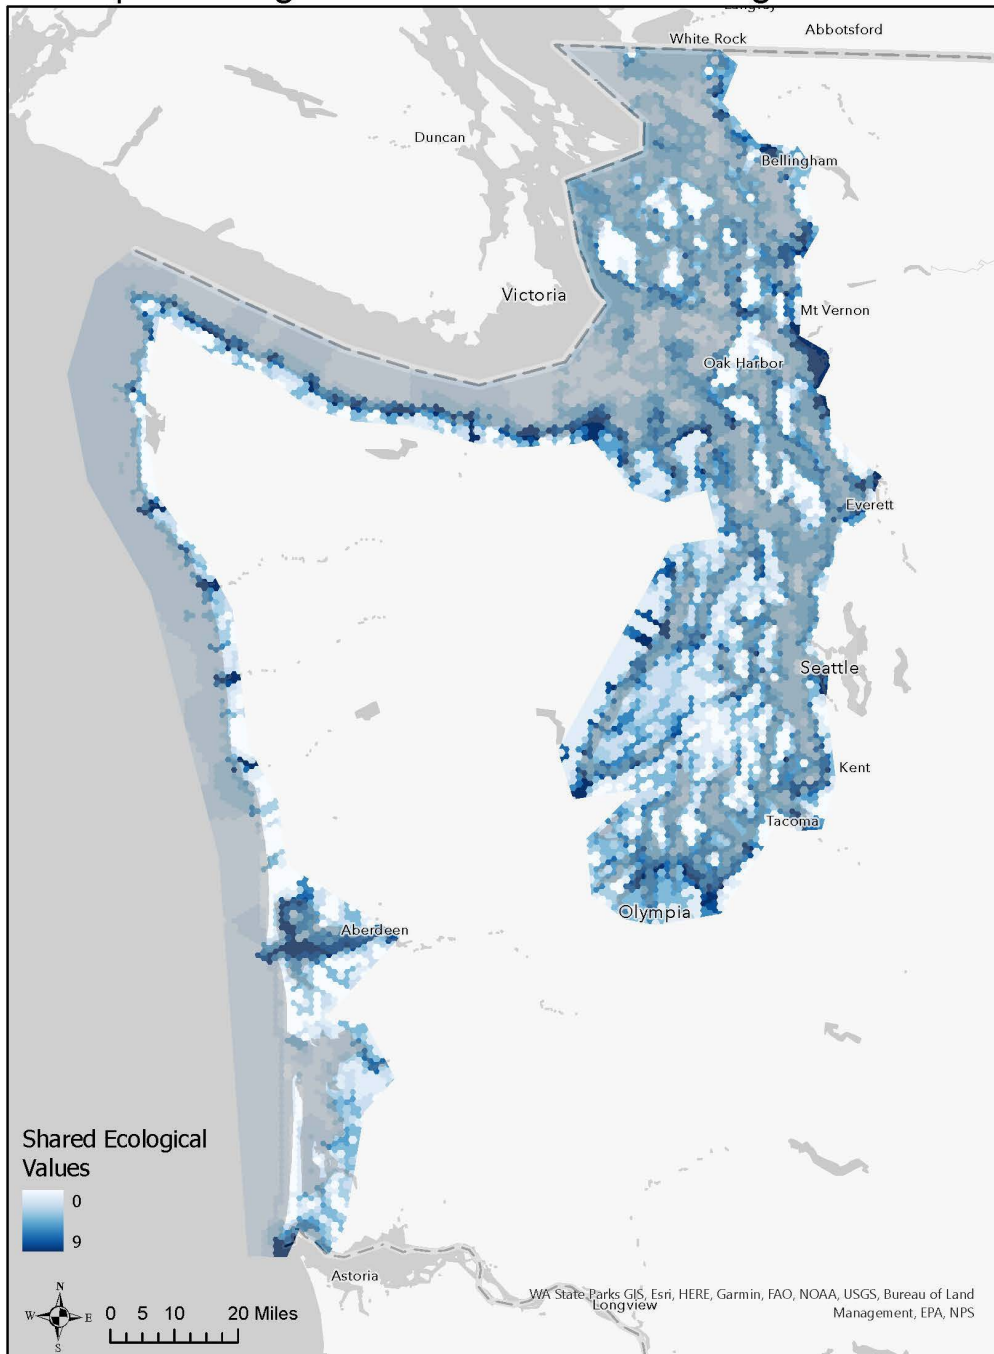 White Rock
Abbotsford
Duncan
Bellingham
Victoria
Mt Vernon
Oak Harbor
Everett
Seattle
Kent
Tacoma
Olympia
Aberdeen
Shared Ecological
Values
0
9
Astoria
N
W E
S
0 5 10 20 Miles
WA State Parks GIS, Esri, HERE, Garmin, FAO, NOAA, USGS, Bureau of Land
Longview
Management, EPA, NPS